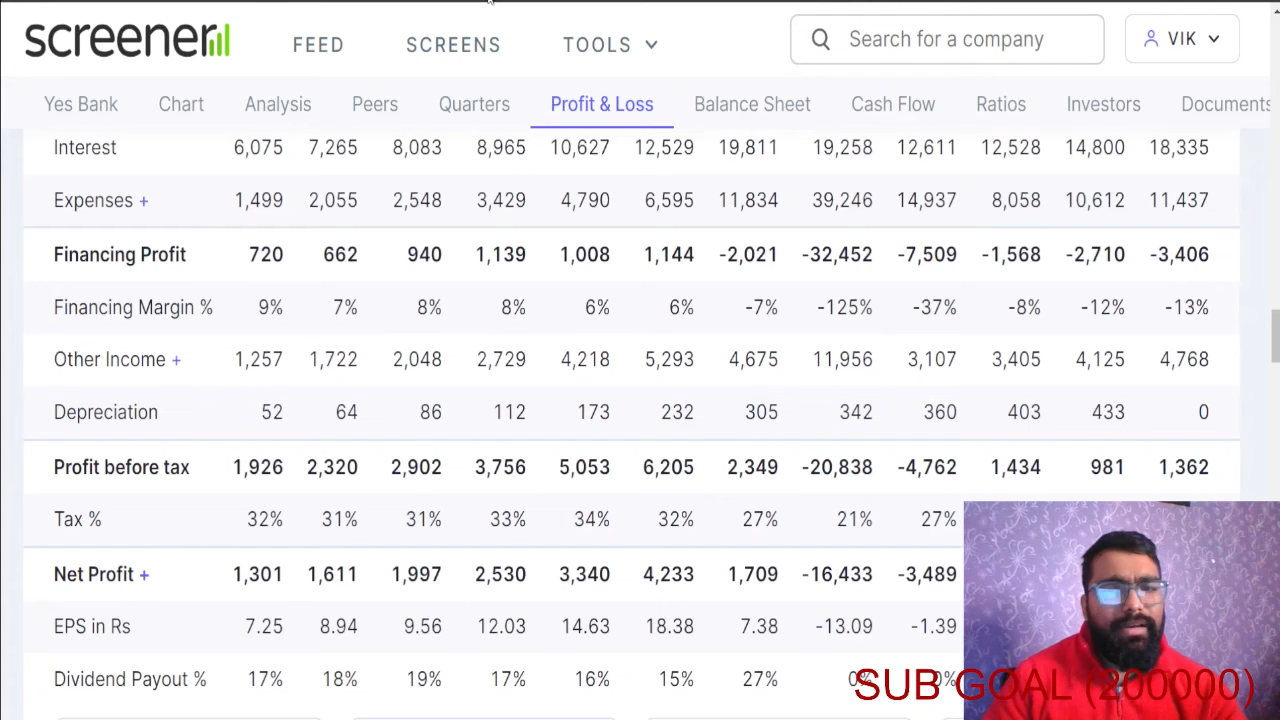 screener FEED SCREENS TOOLS Search for a company VIK
Yes Bank Chart Analysis Peers Quarters Profit & Loss Balance Sheet Cash Flow Ratios Investors Documents
Interest 6,075 7,265 8,083 8,965 10,627 12,529 19,811 19,258 12,611 12,528 14,800 18,335
Expenses + 1,499 2,055 2,548 3,429 4,790 6,595 11,834 39,246 14,937 8,058 10,612 11,437
Financing Profit 720 662 940 1,139 1,008 1,144 -2,021 -32,452 -7,509 -1,568 -2,710 -3,406
Financing Margin % 9% 7% 8% 8% 6% 6% -7% -125% -37% -8% -12% -13%
Other Income + 1,257 1,722 2,048 2,729 4,218 5,293 4,675 11,956 3,107 3,405 4,125 4,768
Depreciation 52 64 86 112 173 232 305 342 360 403 433 0
Profit before tax 1,926 2,320 2,902 3,756 5,053 6,205 2,349 -20,838 -4,762 1,434 981 1,362
Tax % 32% 31% 31% 33% 34% 32% 27% 21% 27%
Net Profit + 1,301 1,611 1,997 2,530 3,340 4,233 1,709 -16,433 -3,489
EPS in Rs 7.25 8.94 9.56 12.03 14.63 18.38 7.38 -13.09 -1.39
Dividend Payout % 17% 18% 19% 17% 16% 15% 27%
SUB GOAL (200000)